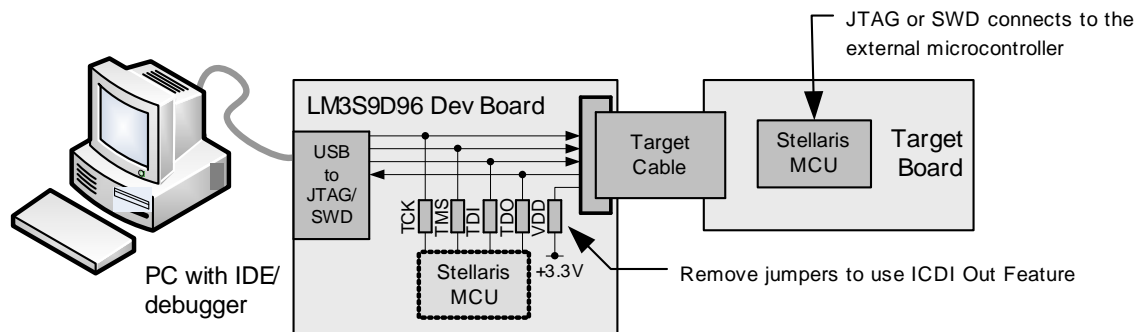 JTAG or SWD connects to the
external microcontroller
LM3S9D96 Dev Board
USB
to
JTAG/
SWD
Target
Cable
Stellaris
MCU
Target
Board
TCK
TMS
TDI
TDO
VDD
+3.3V
Stellaris
MCU
PC with IDE/
debugger
Remove jumpers to use ICDI Out Feature